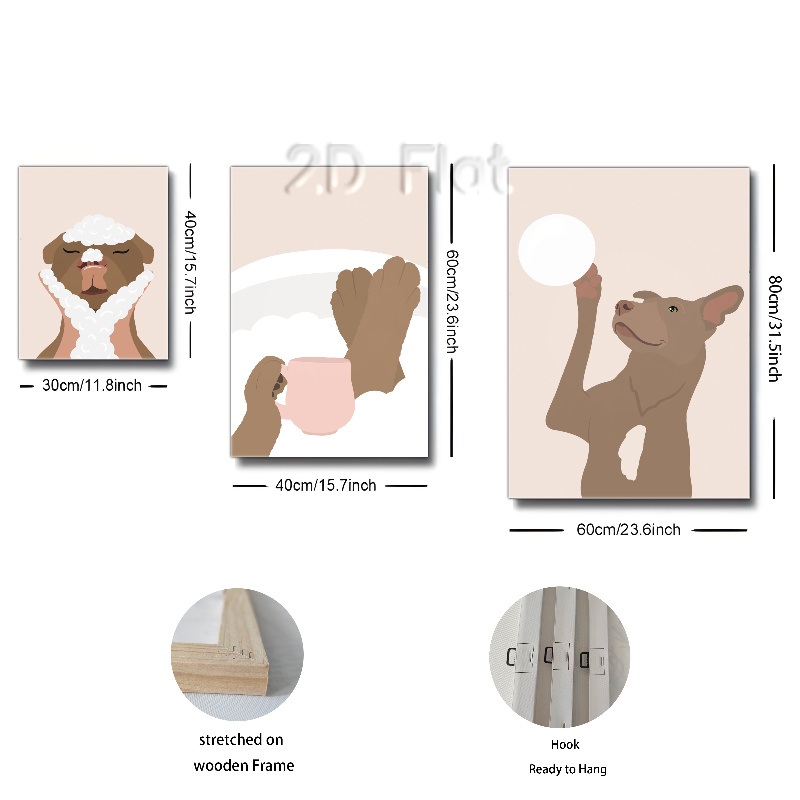 2D Flat
40cm/15.7inch
60cm/23.6inch
80cm/31.5inch
30cm/11.8inch
40cm/15.7inch
60cm/23.6inch
stretched on
wooden Frame
Hook
Ready to Hang